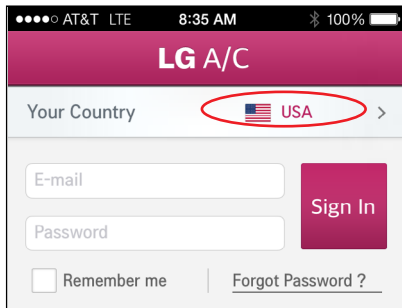 ●●●●○ AT&T LTE 8:35 AM 100%
LG A/C
Your Country USA >
E-mail
Password
Sign In
Remember me Forgot Password ?